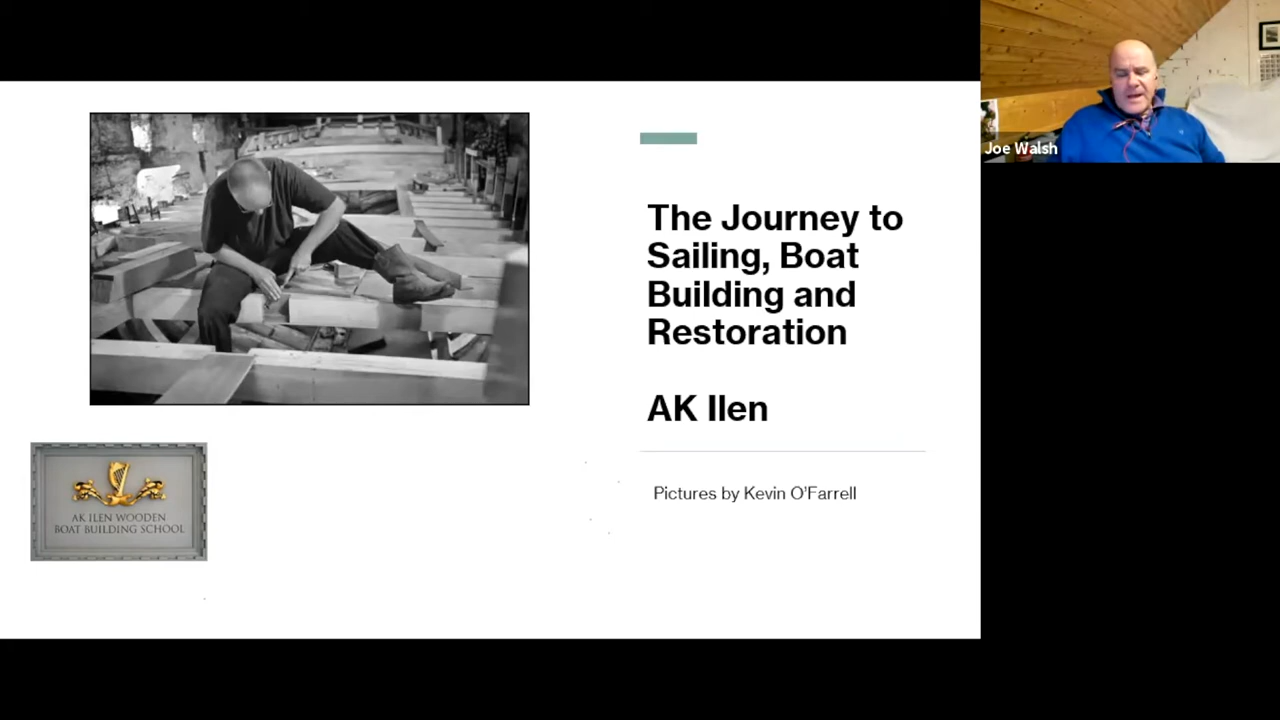 Joe Walsh
The Journey to
Sailing, Boat
Building and
Restoration
AK Ilen
Pictures by Kevin O'Farrell
AK ILEN WOODEN
BOAT BUILDING SCHOOL